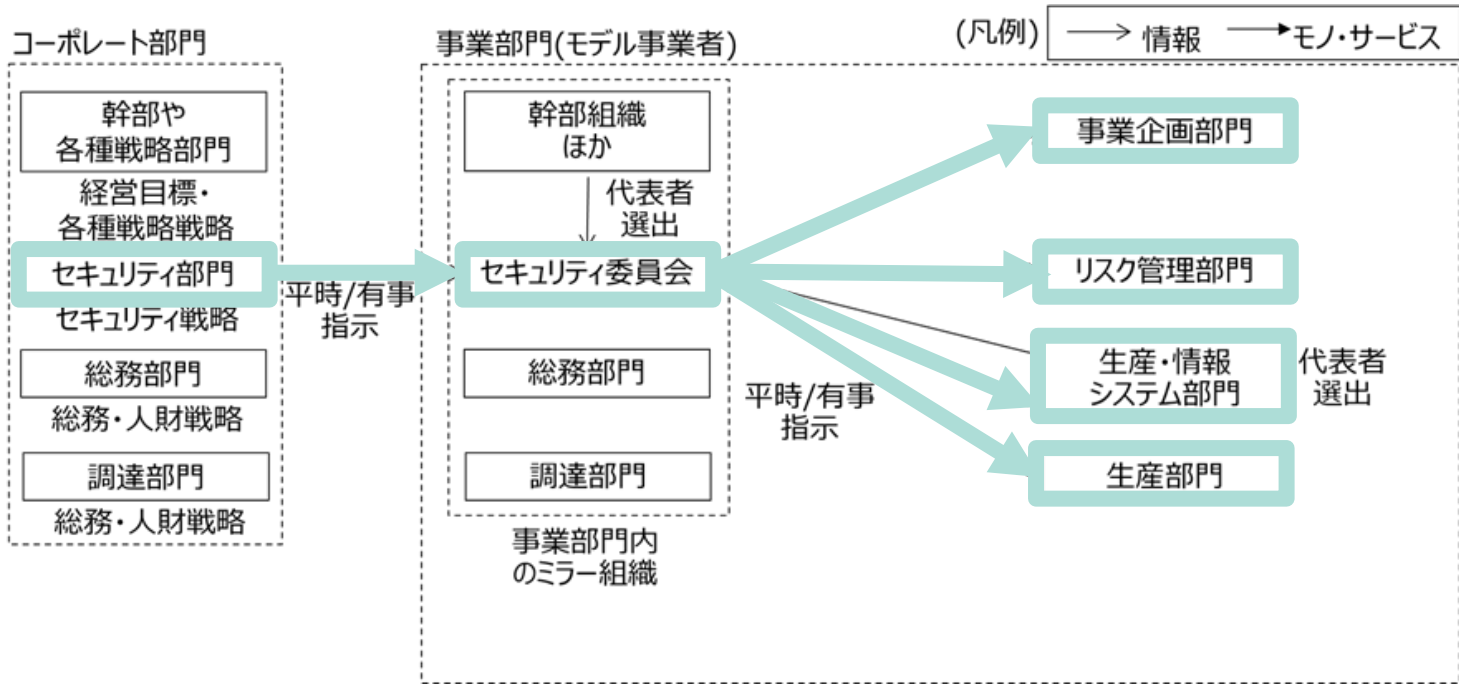 (凡例)
情報
モノ・サービス
コーポレート部門
幹部や
各種戦略部門
経営目標・
各種戦略戦略
セキュリティ部門
セキュリティ戦略
総務部門
総務・人財戦略
調達部門
総務・人財戦略
平時/有事
指示
事業部門(モデル事業者)
幹部組織
ほか
代表者
選出
セキュリティ委員会
総務部門
調達部門
事業部門内
のミラー組織
平時/有事
指示
事業企画部門
リスク管理部門
生産・情報
システム部門
代表者
選出
生産部門